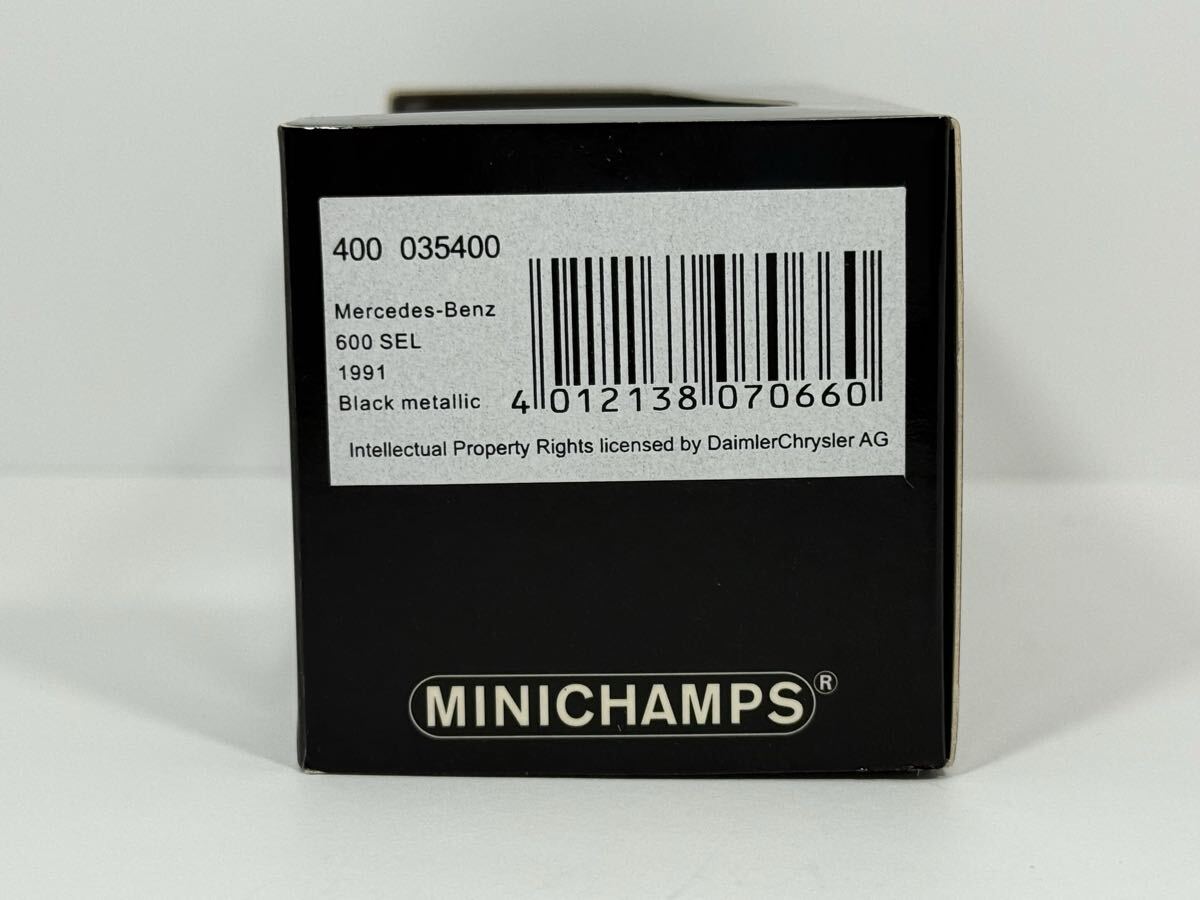 400 035400
Mercedes-Benz
600 SEL
1991
Black metallic
4 012138 070660
Intellectual Property Rights licensed by DaimlerChrysler AG
MINICHAMPS®